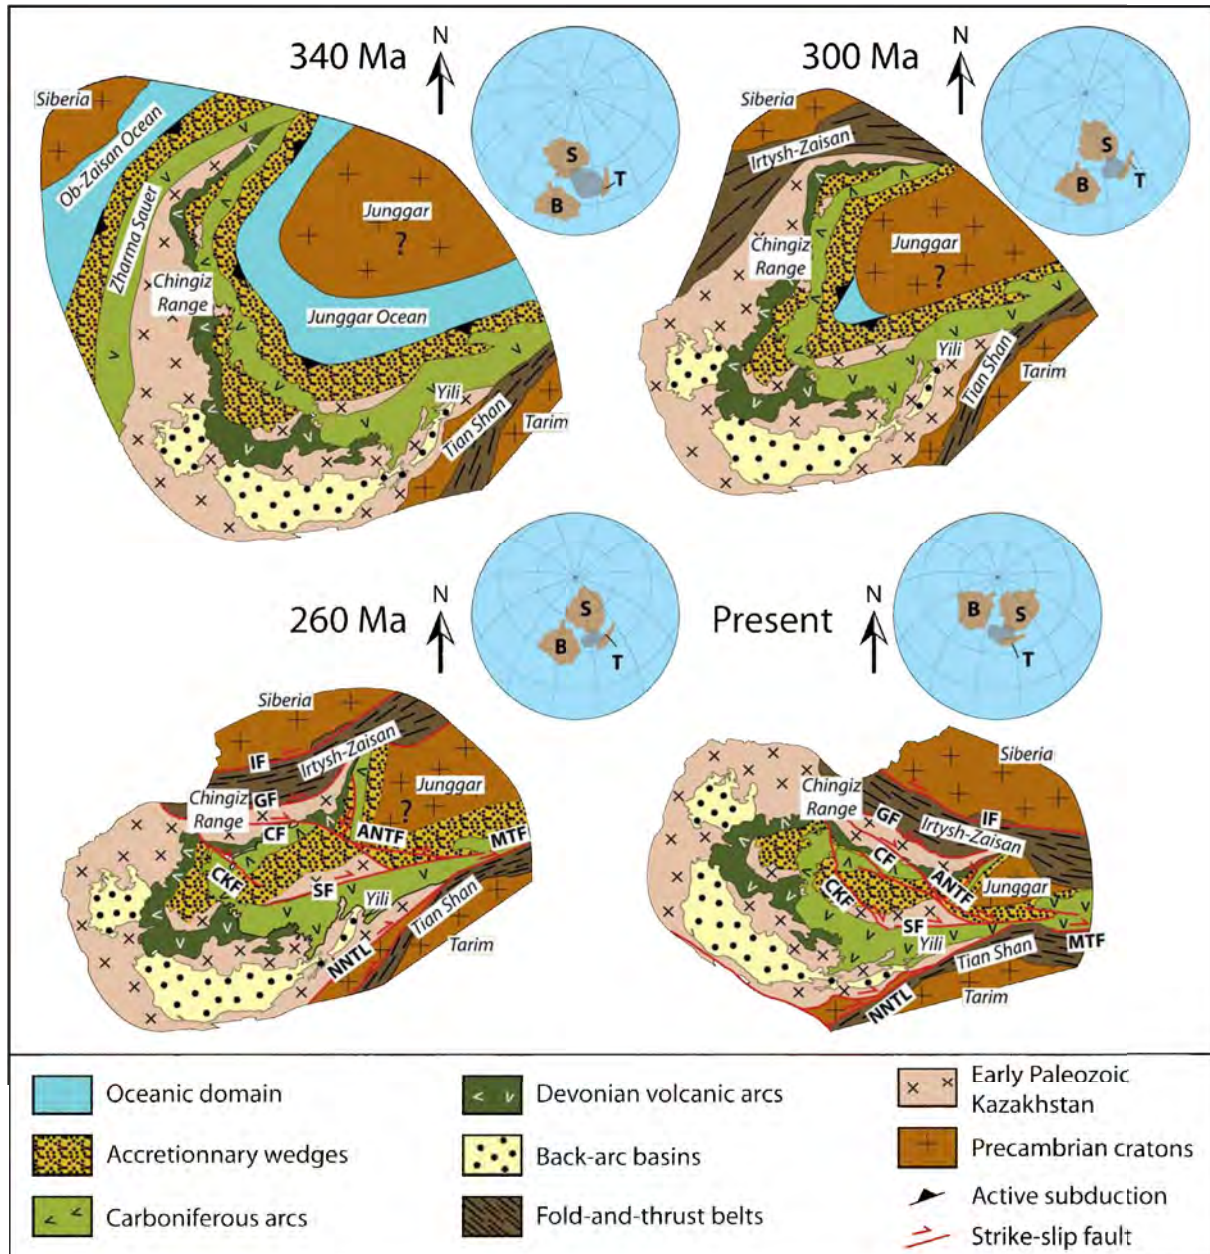 340 Ma
N
S
B
T
Siberia
Ob-Zaisan Ocean
Zharma Sauer
Chingiz
Range
Junggar
?
Junggar Ocean
Yili
Tian Shan
Tarim
300 Ma
N
S
B
T
Siberia
Irtysh-Zaisan
Chingiz
Range
Junggar
?
Yili
Tian Shan
Tarim
260 Ma
N
S
B
T
Siberia
IF
Irtysh-Zaisan
GF
Chingiz
Range
CF
Junggar
?
ANTF
MTF
CKF
SF
Yili
Tian Shan
NNTL
Tarim
Present
N
B
S
T
Siberia
Chingiz
Range
GF
IF
Irtysh-Zaisan
CF
ANTF
Junggar
CKF
SF
Yili
MTF
Tian Shan
NNTL
Tarim
Oceanic domain
Accretionnary wedges
Carboniferous arcs
Devonian volcanic arcs
Back-arc basins
Fold-and-thrust belts
Early Paleozoic
Kazakhstan
Precambrian cratons
Active subduction
Strike-slip fault